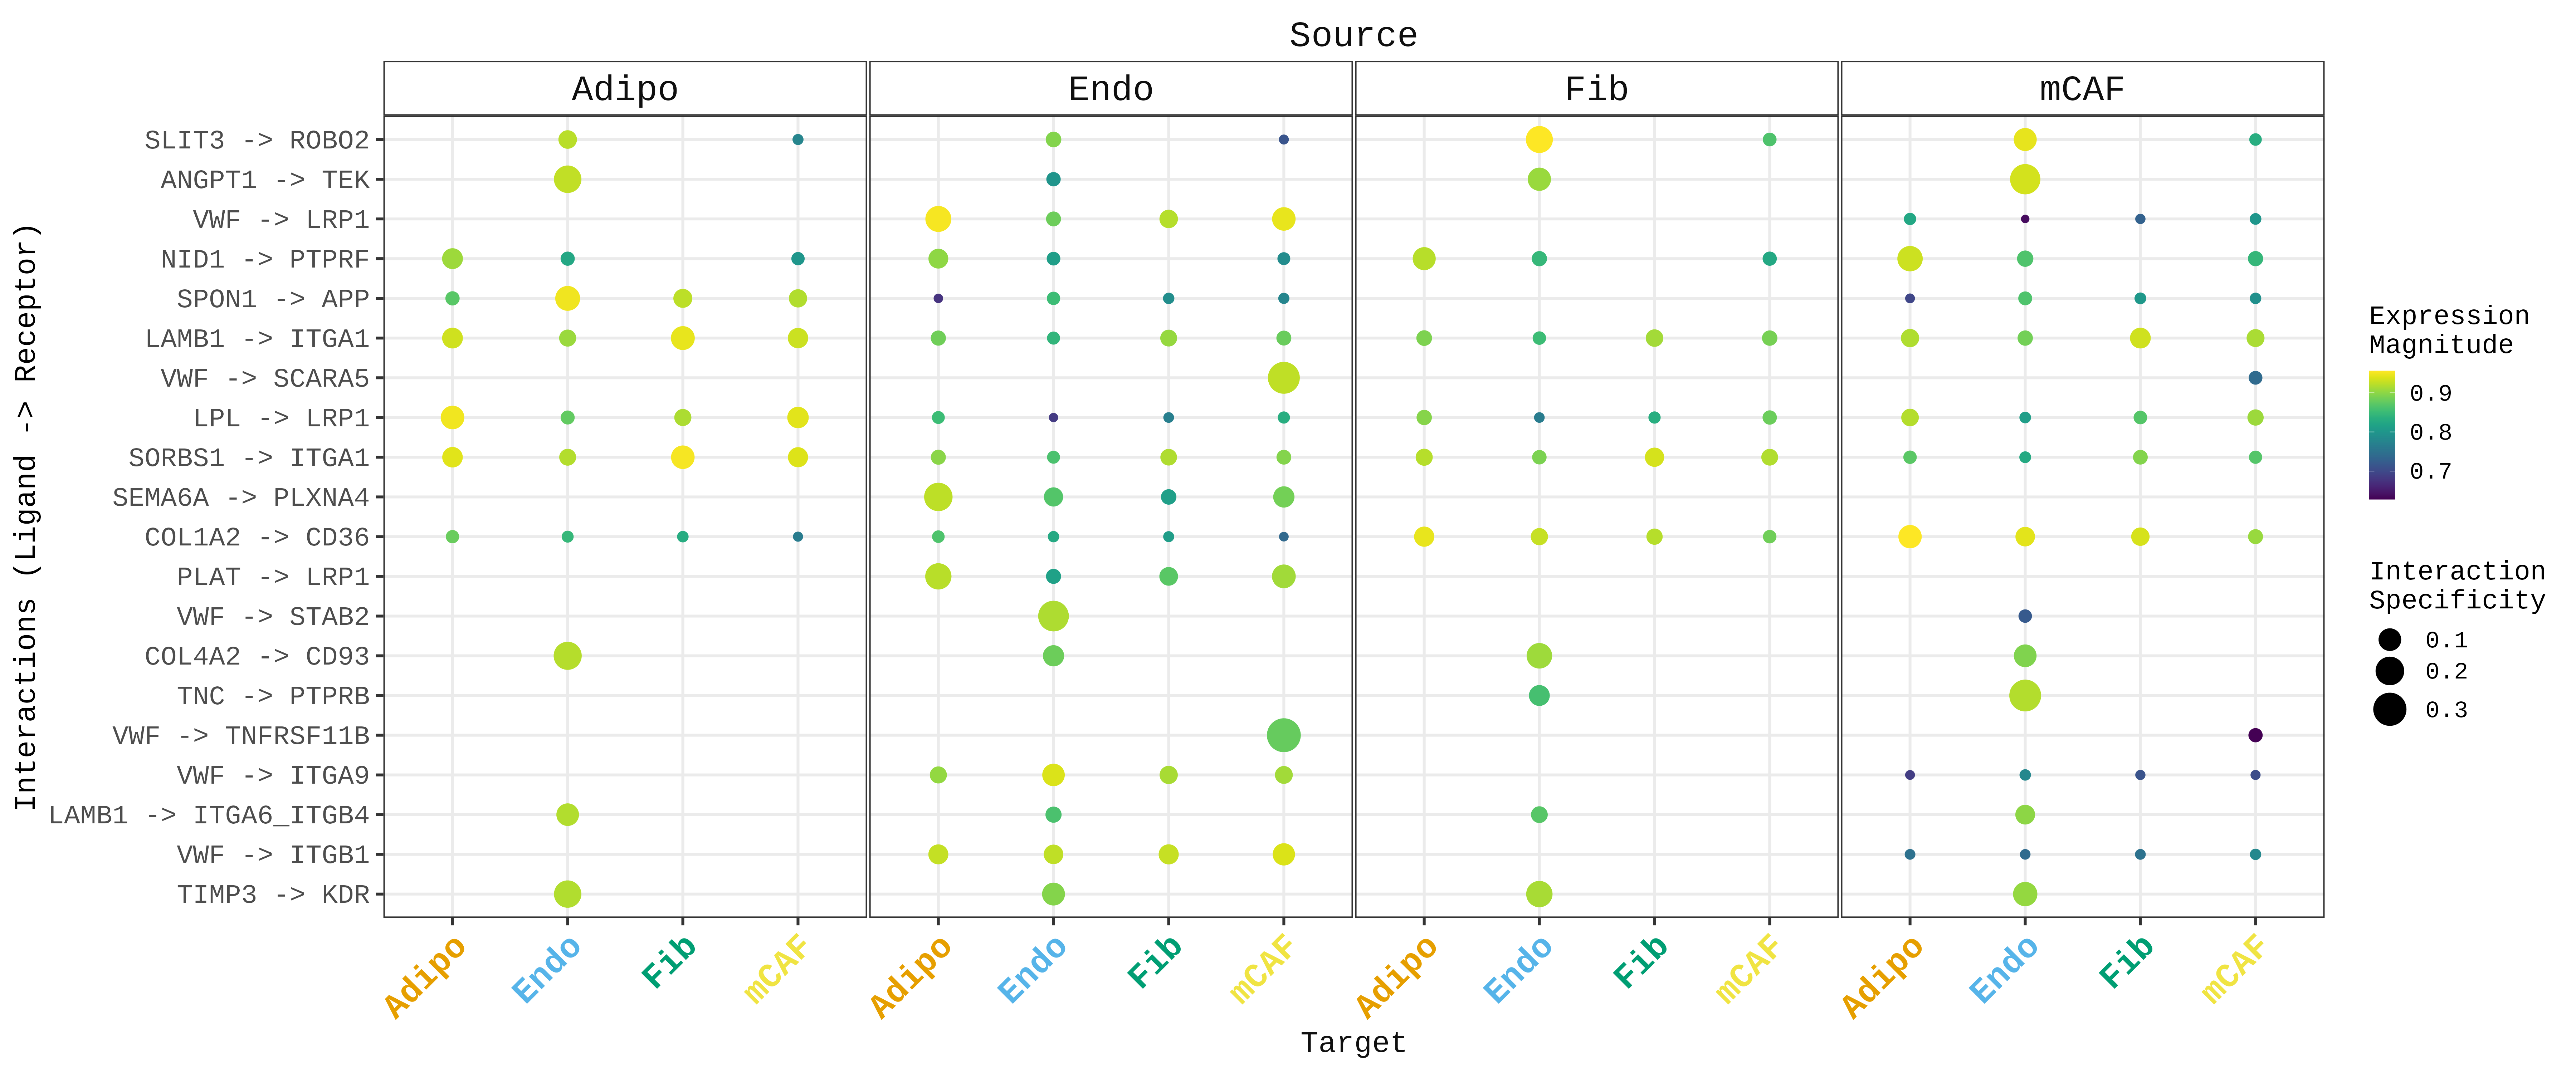 Source
Adipo
Endo
Fib
mCAF
Interactions (Ligand -> Receptor)
SLIT3 -> ROBO2
ANGPT1 -> TEK
VWF -> LRP1
NID1 -> PTPRF
SPON1 -> APP
LAMB1 -> ITGA1
VWF -> SCARA5
LPL -> LRP1
SORBS1 -> ITGA1
SEMA6A -> PLXNA4
COL1A2 -> CD36
PLAT -> LRP1
VWF -> STAB2
COL4A2 -> CD93
TNC -> PTPRB
VWF -> TNFRSF11B
VWF -> ITGA9
LAMB1 -> ITGA6_ITGB4
VWF -> ITGB1
TIMP3 -> KDR
Adipo
Endo
Fib
mCAF
Adipo
Endo
Fib
mCAF
Adipo
Endo
Fib
mCAF
Adipo
Endo
Fib
mCAF
Target
Expression
Magnitude
0.9
0.8
0.7
Interaction
Specificity
0.1
0.2
0.3